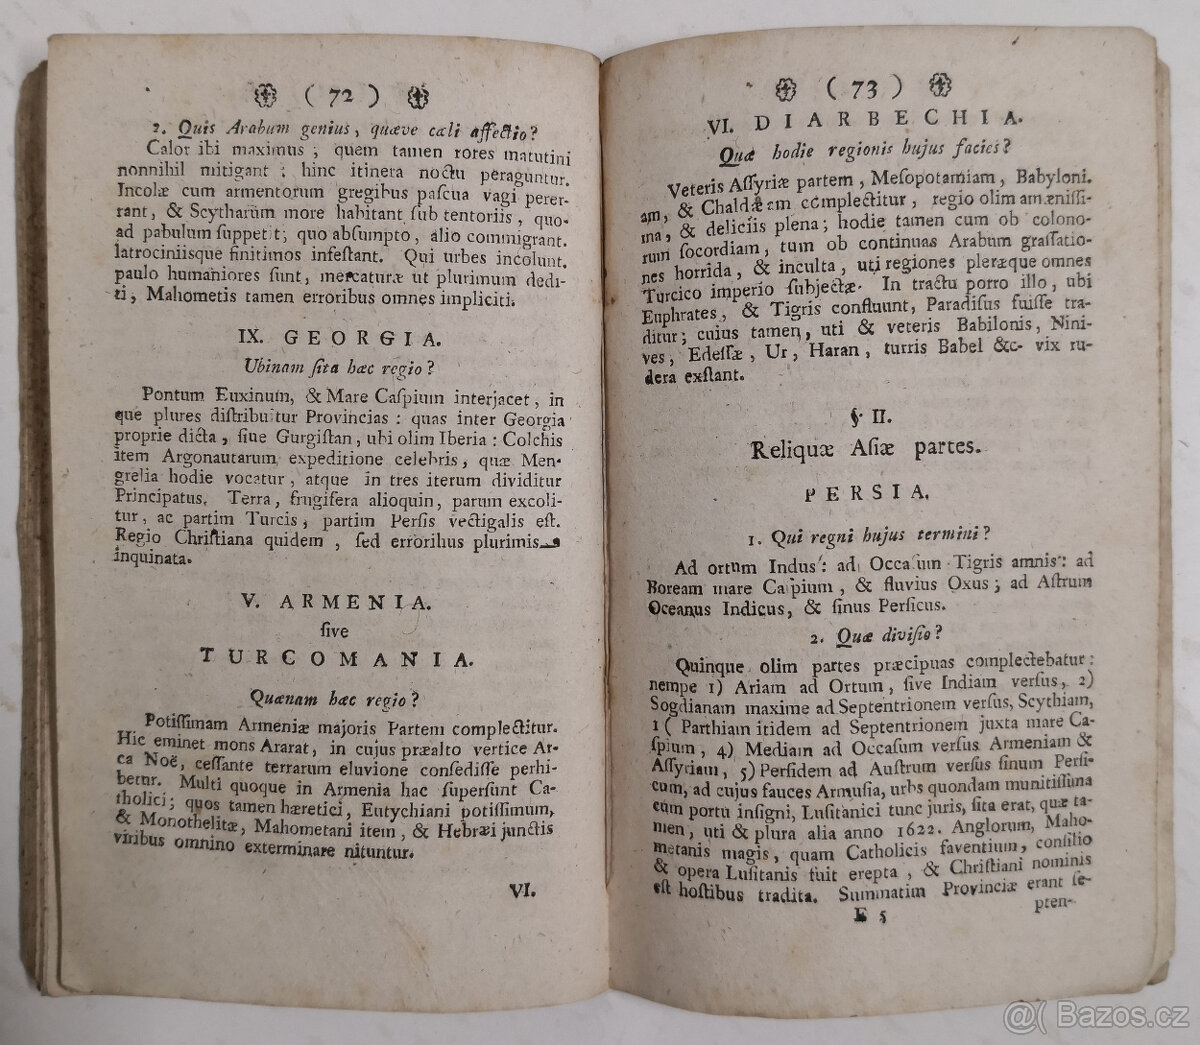 ( 72 )
2. Quis Arabum genius, quæve cæli affectio?
Calor ibi maximus ; quem tamen rores matutini
nonnihil mitigant ; hinc itinera noctu peraguntur.
Incolæ cum armentorum gregibus paſcua vagi perer-
rant, & Scytharum more habitant ſub tentoriis, quo-
ad pabulum ſuppetit; quo abſumpto, alio commigrant.
latrociniisque finitimos infeſtant. Qui urbes incolunt.
paulo humaniores ſunt, mercaturæ ut plurimum dedi-
ti, Mahometis tamen erroribus omnes impliciti.
IX. GEORGIA.
Ubinam ſita hæc regio?
Pontum Euxinum, & Mare Caſpium interjacet, in
que plures diſtribuitur Provincias : quas inter Georgia
proprie dicta, ſiue Gurgiſtan, ubi olim Iberia : Colchis
item Argonautarum expeditione celebris, quæ Men-
grelia hodie vocatur, atque in tres iterum dividitur
Principatus. Terra, frugifera alioquin, parum excoli-
tur, ac partim Turcis, partim Perſis vectigalis eſt.
Regio Chriſtiana quidem , ſed erroribus plurimis
inquinata.
V. ARMENIA.
ſive
TURCOMANIA.
Quænam hæc regio?
Potiſſimam Armeniæ majoris Partem complectitur.
Hic eminet mons Ararat, in cujus præalto vertice Ar-
ca Noë, ceſſante terrarum eluvione conſediſſe perhi-
betur. Multi quoque in Armenia hac ſuperſunt Ca-
tholici; quos tamen hæretici, Eutychiani potiſſimum,
& Monothelitæ, Mahometani item, & Hebræi junctis
viribus omnino exterminare nituntur.
VI.
( 73 )
VI. DIARBECHIA.
Quæ hodie regionis hujus facies?
Veteris Aſſyriæ partem , Meſopotamiam , Babyloni.
am, & Chaldæam complectitur , regio olim amæniſſi-
ma, & deliciis plena; hodie tamen cum ob colono-
rum ſocordiam, tum ob continuas Arabum graſſatio-
nes horrida, & inculta, uti regiones pleræque omnes
Turcico imperio ſubjectæ. In tractu porro illo, ubi
Euphrates, & Tigris confluunt, Paradiſus fuiſſe tra-
ditur; cuius tamen, uti & veteris Babilonis, Nini-
ves, Edeſſæ, Ur, Haran, turris Babel &c. vix ru-
dera exſtant.
§. II.
Reliquæ Aſiæ partes.
PERSIA.
1. Qui regni hujus termini?
Ad ortum Indus: ad Occaſum Tigris amnis: ad
Boream mare Caſpium, & fluvius Oxus; ad Aſtrum
Oceanus Indicus, & ſinus Perſicus.
2. Quæ diviſio?
Quinque olim partes præcipuas complectebatur:
nempe 1) Ariam ad Ortum, ſive Indiam verſus, 2)
Sogdianam maxime ad Septentrionem verſus, Scythiam,
1 ( Parthiam itidem ad Septentrionem juxta mare Ca-
ſpium, 4) Mediam ad Occaſum verſus Armeniam &
Aſſyriam, 5) Perſidem ad Auſtrum verſus ſinum Perſi-
cum, ad cujus fauces Armuſia, urbs quondam munitiſſima
cum portu inſigni, Luſitanici tunc juris, ſita erat, quæ ta-
men, uti & plura alia anno 1622. Anglorum, Maho-
metanis magis, quam Catholicis faventium, conſilio
& opera Luſitanis fuit erepta, & Chriſtiani nominis
eſt hoſtibus tradita. Summatim Provinciæ erant ſe-
E 5
pten-
@( Bazos.cz